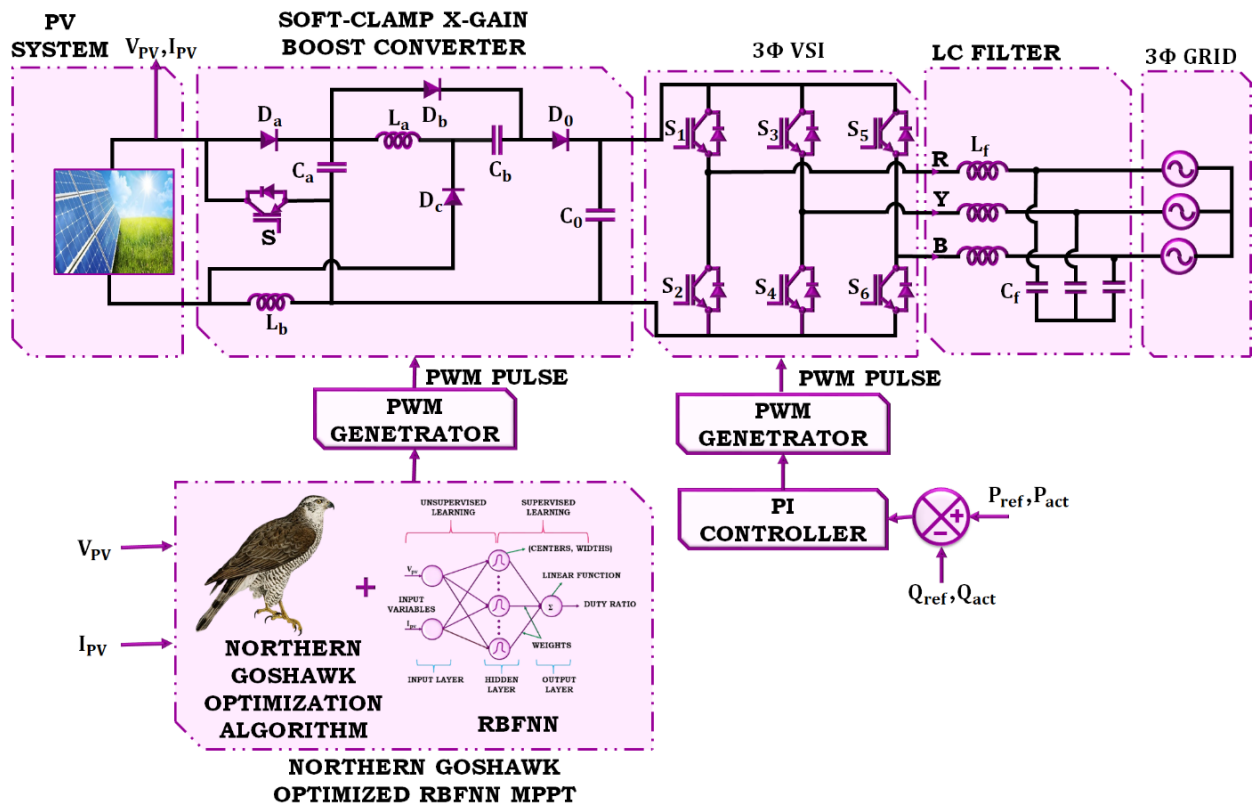 PV
SYSTEM
V_PV, I_PV
SOFT-CLAMP X-GAIN
BOOST CONVERTER
3Φ VSI
LC FILTER
3Φ GRID
D_a
L_a
D_b
D_0
C_a
C_b
D_c
S
C_0
L_b
S_1
S_3
S_5
S_2
S_4
S_6
R
Y
B
L_f
C_f
PWM PULSE
PWM
GENETRATOR
PWM PULSE
PWM
GENETRATOR
PI
CONTROLLER
P_ref, P_act
+
−
Q_ref, Q_act
V_PV
I_PV
NORTHERN
GOSHAWK
OPTIMIZATION
ALGORITHM
+
UNSUPERVISED
LEARNING
SUPERVISED
LEARNING
(CENTERS, WIDTHS)
LINEAR FUNCTION
V_pv
INPUT
VARIABLES
I_pv
Σ
DUTY RATIO
WEIGHTS
INPUT LAYER
HIDDEN
LAYER
OUTPUT
LAYER
RBFNN
NORTHERN GOSHAWK
OPTIMIZED RBFNN MPPT